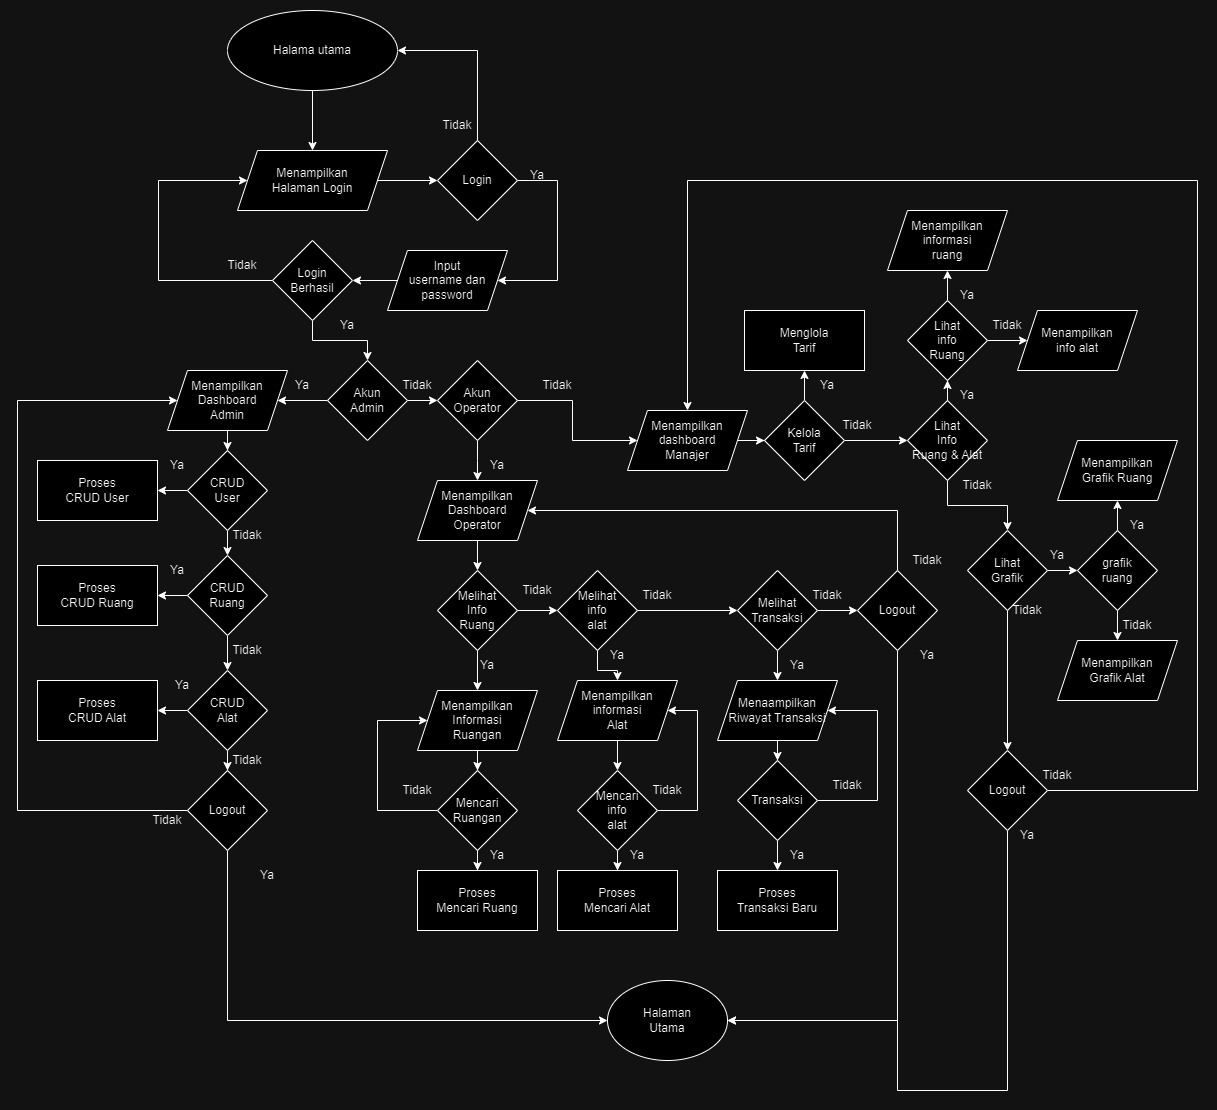 Halama utama
Tidak
Menampilkan
Halaman Login
Login
Ya
Tidak
Login
Berhasil
Input
username dan
password
Ya
Menampilkan
Dashboard
Admin
Ya
Akun
Admin
Tidak
Akun
Operator
Tidak
Menampilkan
dashboard
Manajer
Menglola
Tarif
Ya
Kelola
Tarif
Tidak
Menampilkan
informasi
ruang
Ya
Lihat
info
Ruang
Tidak
Menampilkan
info alat
Ya
Lihat
Info
Ruang & Alat
Tidak
Menampilkan
Grafik Ruang
Ya
Lihat
Grafik
Ya
grafik
ruang
Tidak
Tidak
Menampilkan
Grafik Alat
Logout
Tidak
Ya
Proses
CRUD User
Ya
CRUD
User
Tidak
Proses
CRUD Ruang
Ya
CRUD
Ruang
Tidak
Proses
CRUD Alat
Ya
CRUD
Alat
Tidak
Logout
Tidak
Ya
Ya
Menampilkan
Dashboard
Operator
Melihat
Info
Ruang
Tidak
Melihat
info
alat
Tidak
Melihat
Transaksi
Tidak
Logout
Tidak
Ya
Ya
Menampilkan
Informasi
Ruangan
Tidak
Mencari
Ruangan
Ya
Proses
Mencari Ruang
Ya
Menampilkan
informasi
Alat
Mencari
info
alat
Tidak
Ya
Proses
Mencari Alat
Ya
Menaampilkan
Riwayat Transaksi
Transaksi
Tidak
Ya
Proses
Transaksi Baru
Halaman
Utama